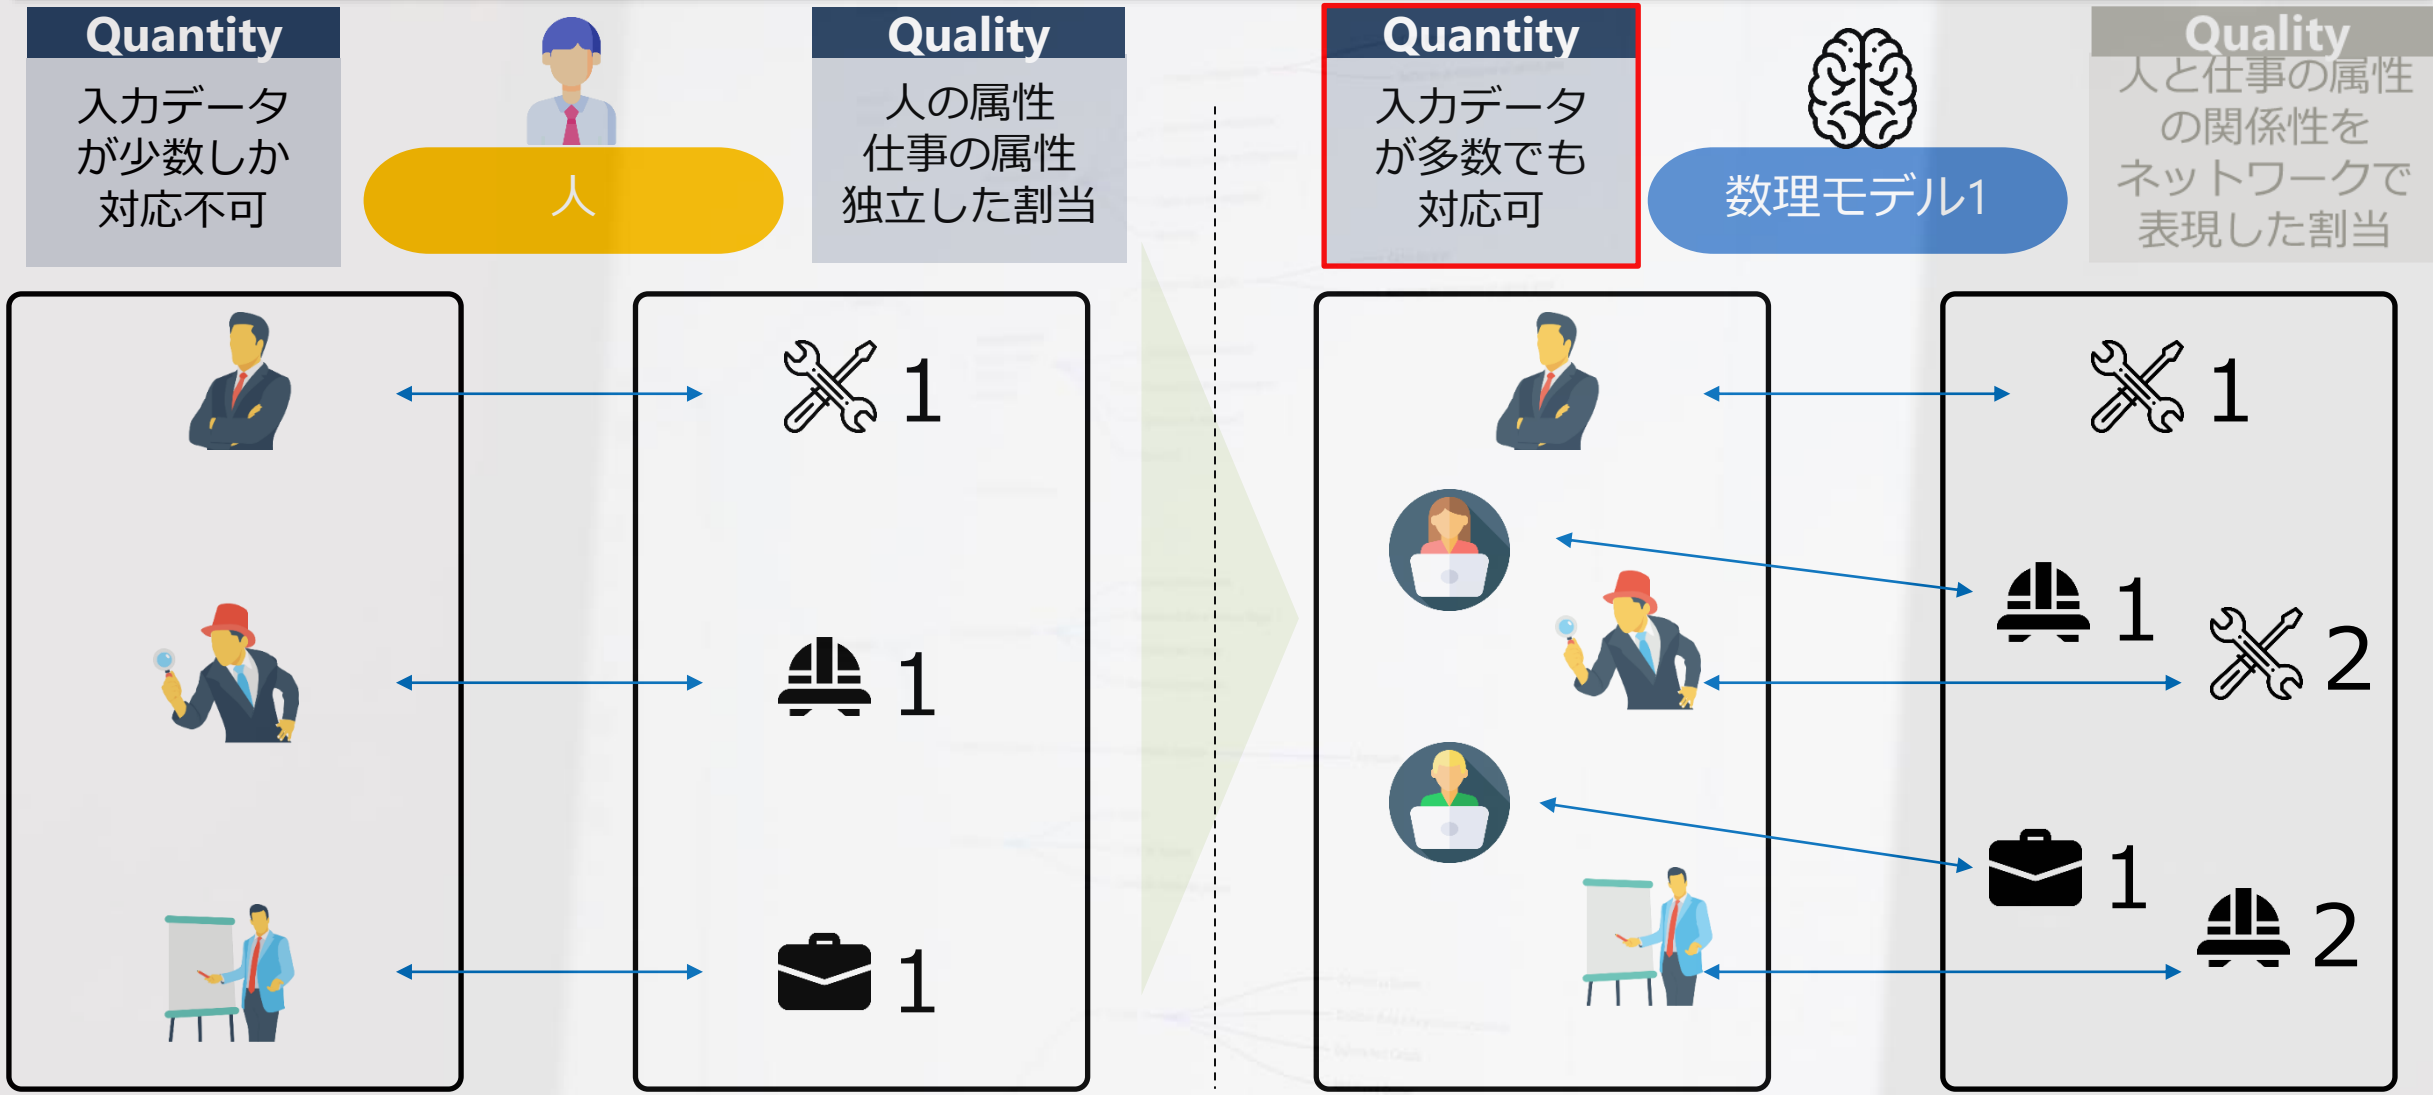 Quantity
入力データ
が少数しか
対応不可
人
Quality
人の属性
仕事の属性
独立した割当
Quantity
入力データ
が多数でも
対応可
数理モデル1
Quality
人と仕事の属性
の関係性を
ネットワークで
表現した割当
1
1
1
1
1
2
1
2